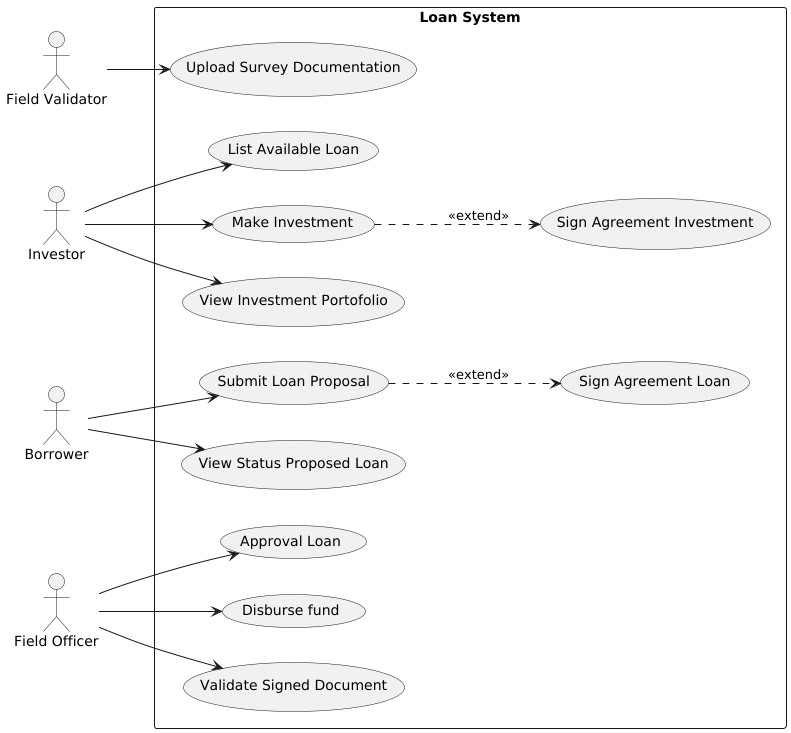 Loan System
Field Validator
Upload Survey Documentation
List Available Loan
Investor
Make Investment
«extend»
Sign Agreement Investment
View Investment Portofolio
Submit Loan Proposal
«extend»
Sign Agreement Loan
Borrower
View Status Proposed Loan
Approval Loan
Field Officer
Disburse fund
Validate Signed Document